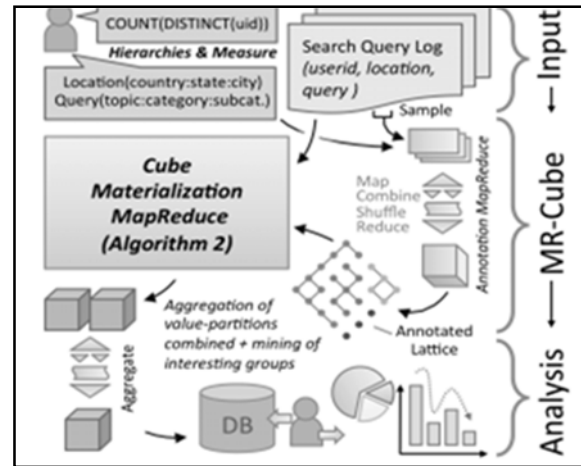 COUNT(DISTINCT(uid))
Hierarchies & Measure
Location(country:state:city)
Query(topic:category:subcat.)
Search Query Log
(userid, location,
query )
Sample
Input
Cube
Materialization
MapReduce
(Algorithm 2)
Map
Combine
Shuffle
Reduce
Annotation MapReduce
MR-Cube
Annotated
Lattice
Aggregation of
value-partitions
combined + mining of
interesting groups
Aggregate
DB
Analysis